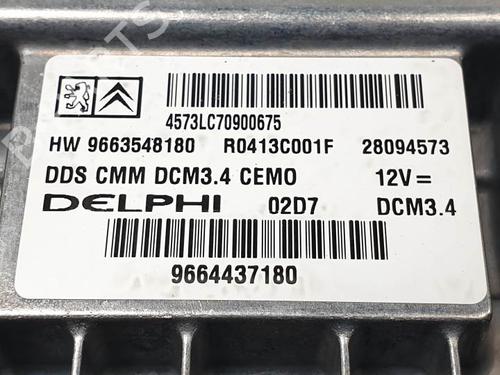 4573LC70900675
HW 9663548180 R0413C001F 28094573
DDS CMM DCM3.4 CEMO 12V=
DELPHI 02D7 DCM3.4
9664437180